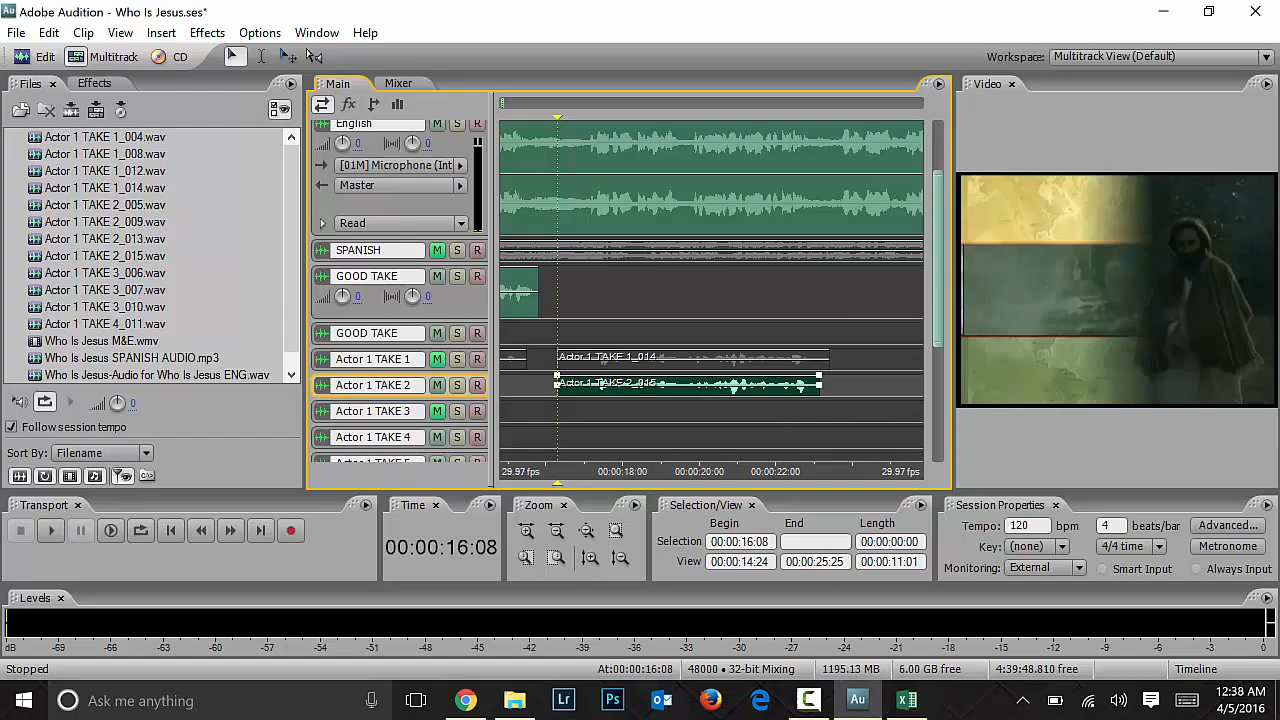 Adobe Audition - Who Is Jesus.ses*
File Edit Clip View Insert Effects Options Window Help
Edit Multitrack CD
Workspace: Multitrack View (Default)
Files × Effects
Main Mixer
Video ×
Actor 1 TAKE 1_004.wav
Actor 1 TAKE 1_008.wav
Actor 1 TAKE 1_012.wav
Actor 1 TAKE 1_014.wav
Actor 1 TAKE 2_005.wav
Actor 1 TAKE 2_009.wav
Actor 1 TAKE 2_013.wav
Actor 1 TAKE 2_015.wav
Actor 1 TAKE 3_006.wav
Actor 1 TAKE 3_007.wav
Actor 1 TAKE 3_010.wav
Actor 1 TAKE 4_011.wav
Who Is Jesus M&E.wmv
Who Is Jesus SPANISH AUDIO.mp3
Who Is Jesus-Audio for Who Is Jesus ENG.wav
0
Follow session tempo
Sort By: Filename
fx
English M S R
0 0
[01M] Microphone (Int
Master
Read
SPANISH M S R
GOOD TAKE M S R
0 0
GOOD TAKE M S R
Actor 1 TAKE 1 M S R
Actor 1 TAKE 1_014
Actor 1 TAKE 2 M S R
Actor 1 TAKE 2_015
Actor 1 TAKE 3 M S R
Actor 1 TAKE 4 M S R
29.97 fps 00:00:18:00 00:00:20:00 00:00:22:00 29.97 fps
Transport ×
Time ×
00:00:16:08
Zoom ×
Selection/View ×
Begin End Length
Selection 00:00:16:08 00:00:00:00
View 00:00:14:24 00:00:25:25 00:00:11:01
Session Properties ×
Tempo: 120 bpm 4 beats/bar Advanced...
Key: (none) 4/4 time Metronome
Monitoring: External Smart Input Always Input
Levels ×
dB -69 -66 -63 -60 -57 -54 -51 -48 -45 -42 -39 -36 -33 -30 -27 -24 -21 -18 -15 -12 -9 -6 -3 0
Stopped At:00:00:16:08 48000 • 32-bit Mixing 1195.13 MB 6.00 GB free 4:39:48.810 free Timeline
Ask me anything
Lr Ps Au
12:38 AM
4/5/2016